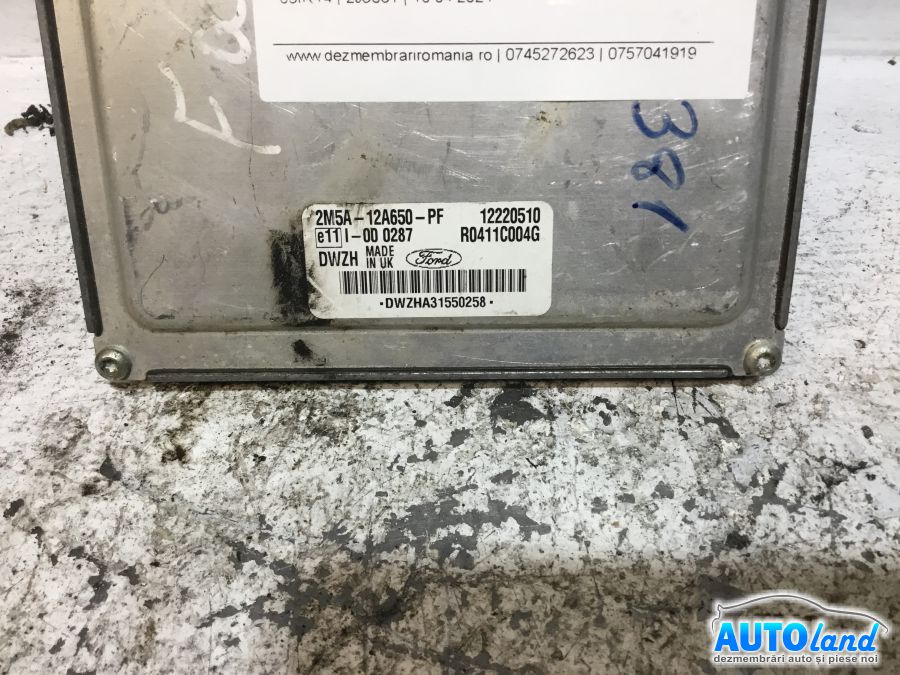 www dezmembrariromania ro | 0745272623 | 0757041919
381
2M5A-12A650-PF 12220510
e11 I-00 0287 R0411C004G
DWZH MADE IN UK Ford
·DWZHA31550258·
AUTOland
dezmembrări auto și piese noi